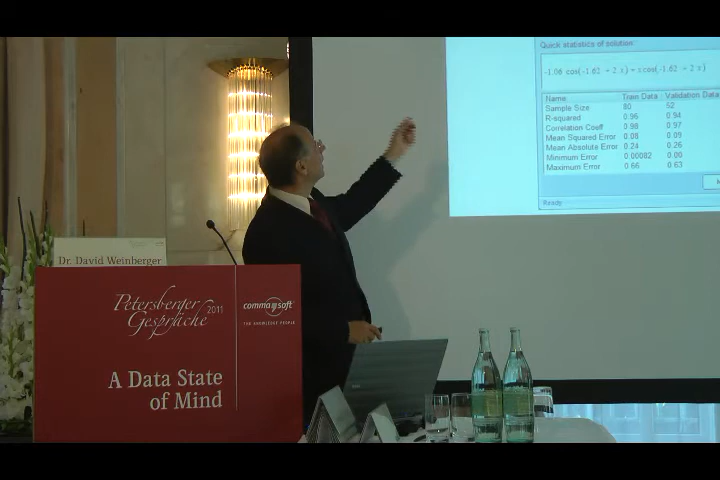 Quick statistics of solution:
Name Train Data Validation Data
Sample Size 80 52
R-squared 0.96 0.94
Correlation Coeff 0.98 0.97
Mean Squared Error 0.08 0.09
Mean Absolute Error 0.24 0.26
Minimum Error 0.00082 0.00
Maximum Error 0.66 0.63
Ready
Dr. David Weinberger
Petersberger
Gespräche 2011
comma soft
THE KNOWLEDGE PEOPLE
A Data State
of Mind